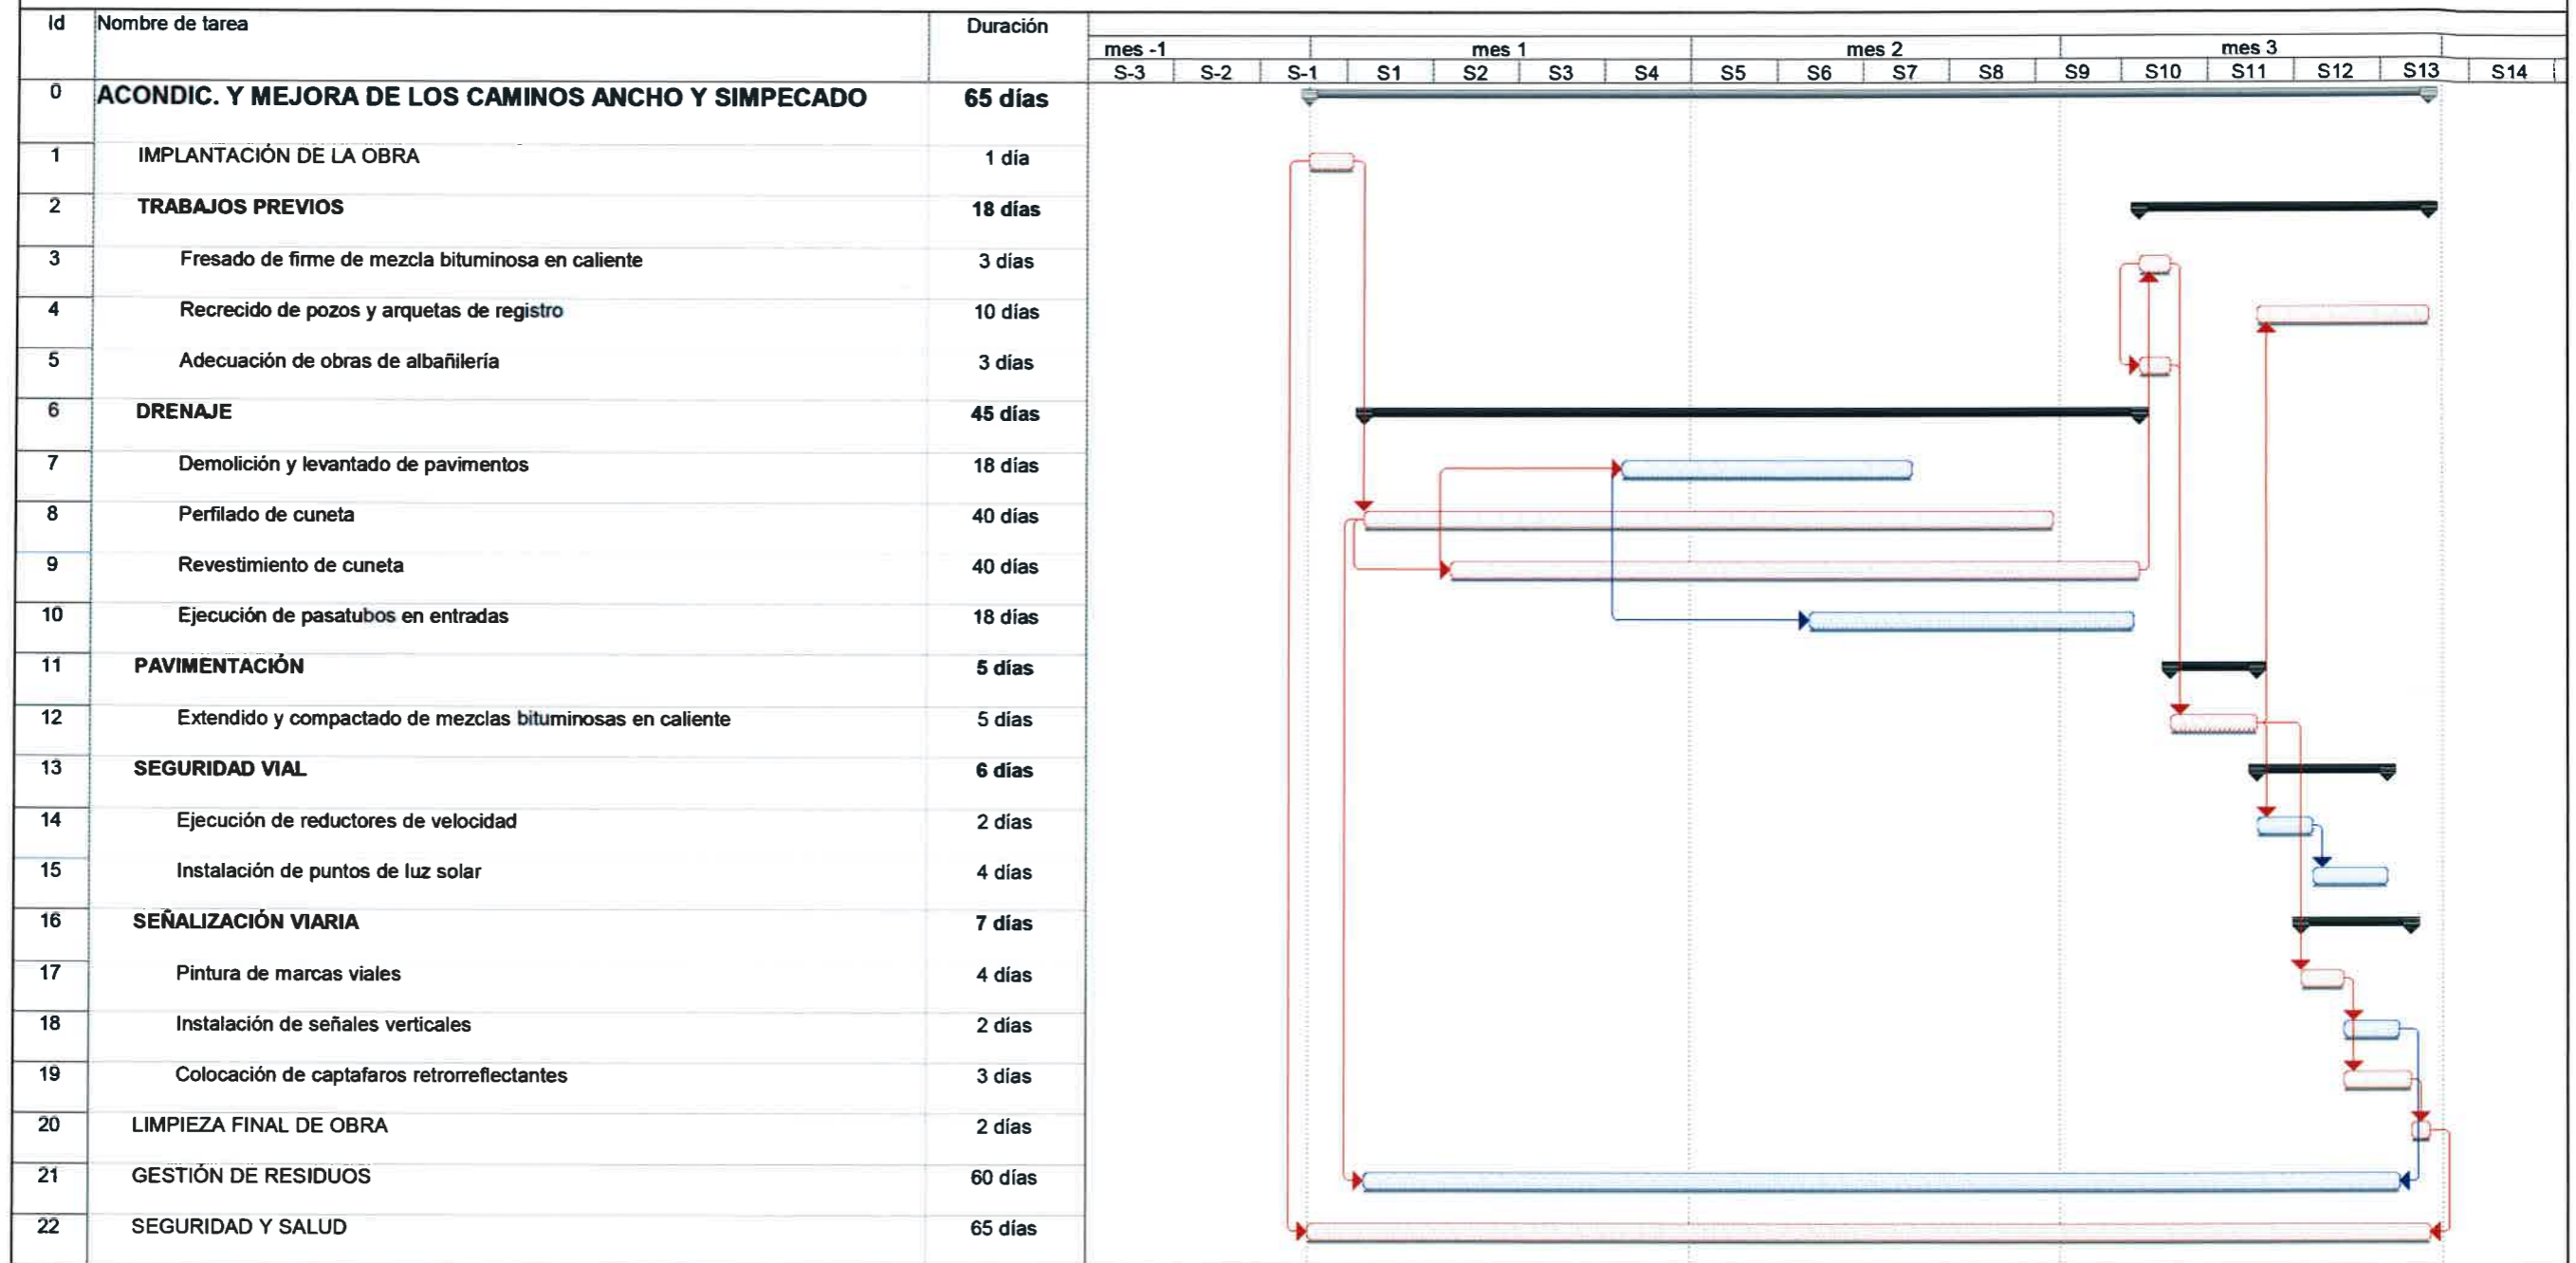 Id Nombre de tarea Duración
mes -1 mes 1 mes 2 mes 3
S-3 S-2 S-1 S1 S2 S3 S4 S5 S6 S7 S8 S9 S10 S11 S12 S13 S14
0 ACONDIC. Y MEJORA DE LOS CAMINOS ANCHO Y SIMPECADO 65 días
1 IMPLANTACIÓN DE LA OBRA 1 día
2 TRABAJOS PREVIOS 18 días
3 Fresado de firme de mezcla bituminosa en caliente 3 días
4 Recrecido de pozos y arquetas de registro 10 días
5 Adecuación de obras de albañilería 3 días
6 DRENAJE 45 días
7 Demolición y levantado de pavimentos 18 días
8 Perfilado de cuneta 40 días
9 Revestimiento de cuneta 40 días
10 Ejecución de pasatubos en entradas 18 días
11 PAVIMENTACIÓN 5 días
12 Extendido y compactado de mezclas bituminosas en caliente 5 días
13 SEGURIDAD VIAL 6 días
14 Ejecución de reductores de velocidad 2 días
15 Instalación de puntos de luz solar 4 días
16 SEÑALIZACIÓN VIARIA 7 días
17 Pintura de marcas viales 4 días
18 Instalación de señales verticales 2 días
19 Colocación de captafaros retrorreflectantes 3 días
20 LIMPIEZA FINAL DE OBRA 2 días
21 GESTIÓN DE RESIDUOS 60 días
22 SEGURIDAD Y SALUD 65 días